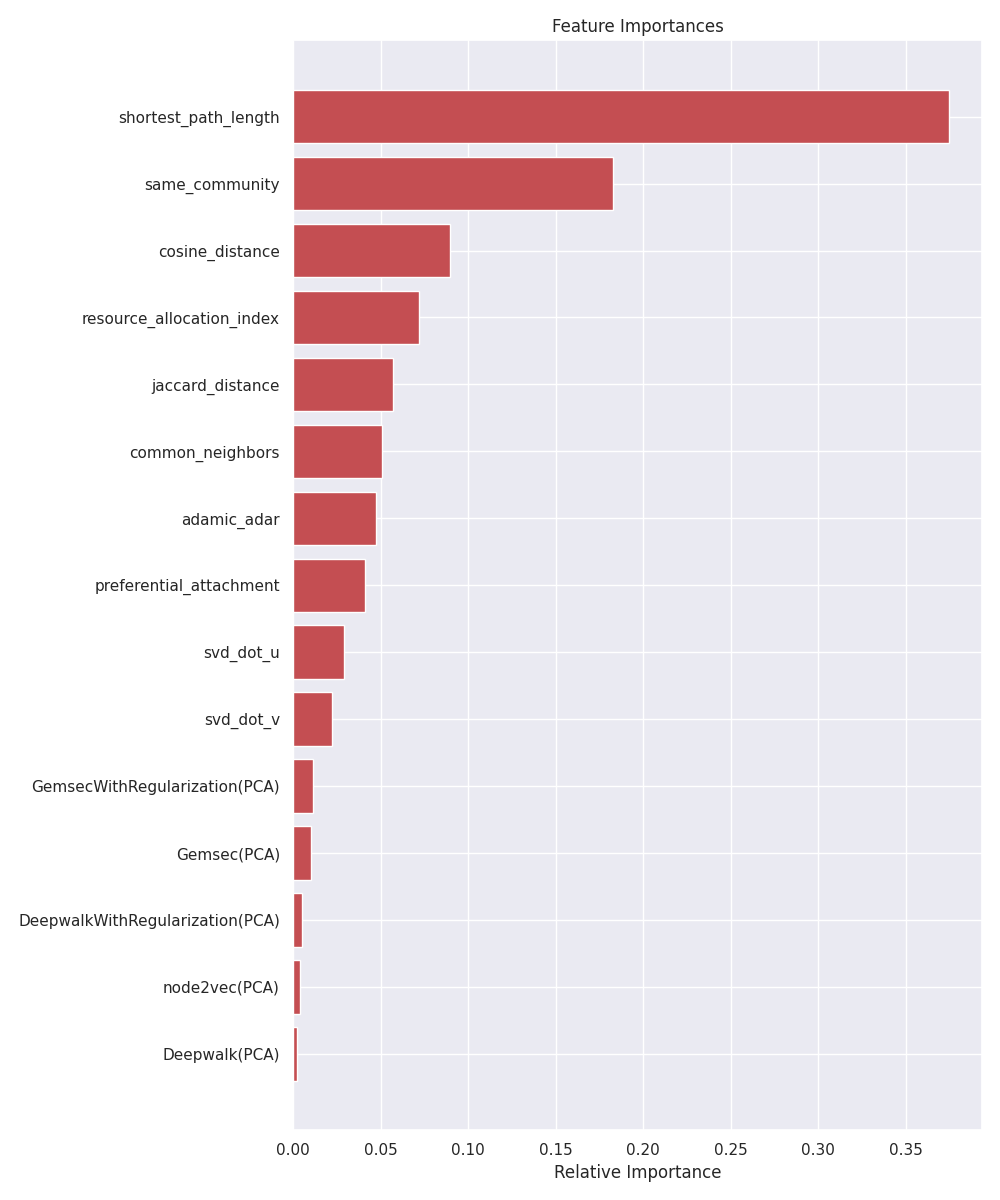 Feature Importances
shortest_path_length
same_community
cosine_distance
resource_allocation_index
jaccard_distance
common_neighbors
adamic_adar
preferential_attachment
svd_dot_u
svd_dot_v
GemsecWithRegularization(PCA)
Gemsec(PCA)
DeepwalkWithRegularization(PCA)
node2vec(PCA)
Deepwalk(PCA)
0.00 0.05 0.10 0.15 0.20 0.25 0.30 0.35
Relative Importance